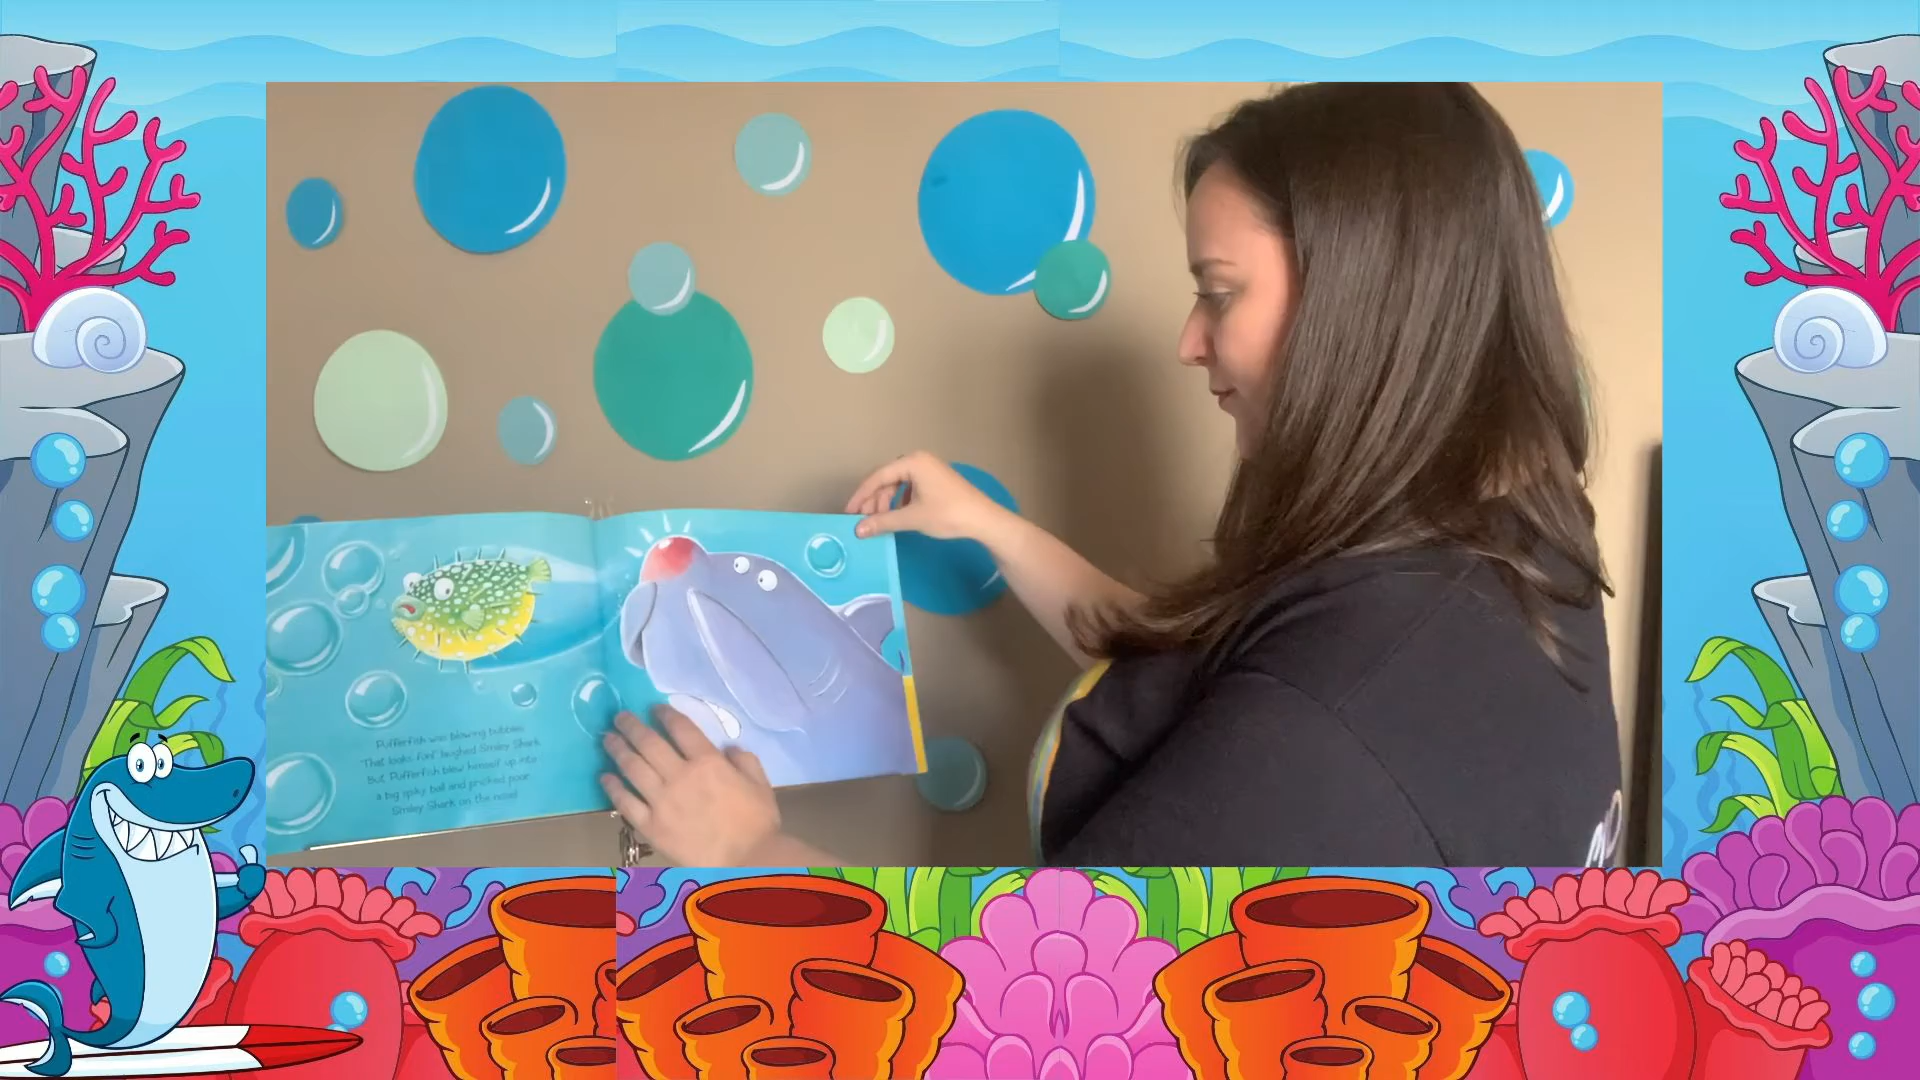 Pufferfish was blowing bubbles.
"That looks fun!" laughed Smiley Shark.
But Pufferfish blew himself up into
a big spiky ball and pricked poor
Smiley Shark on the nose!